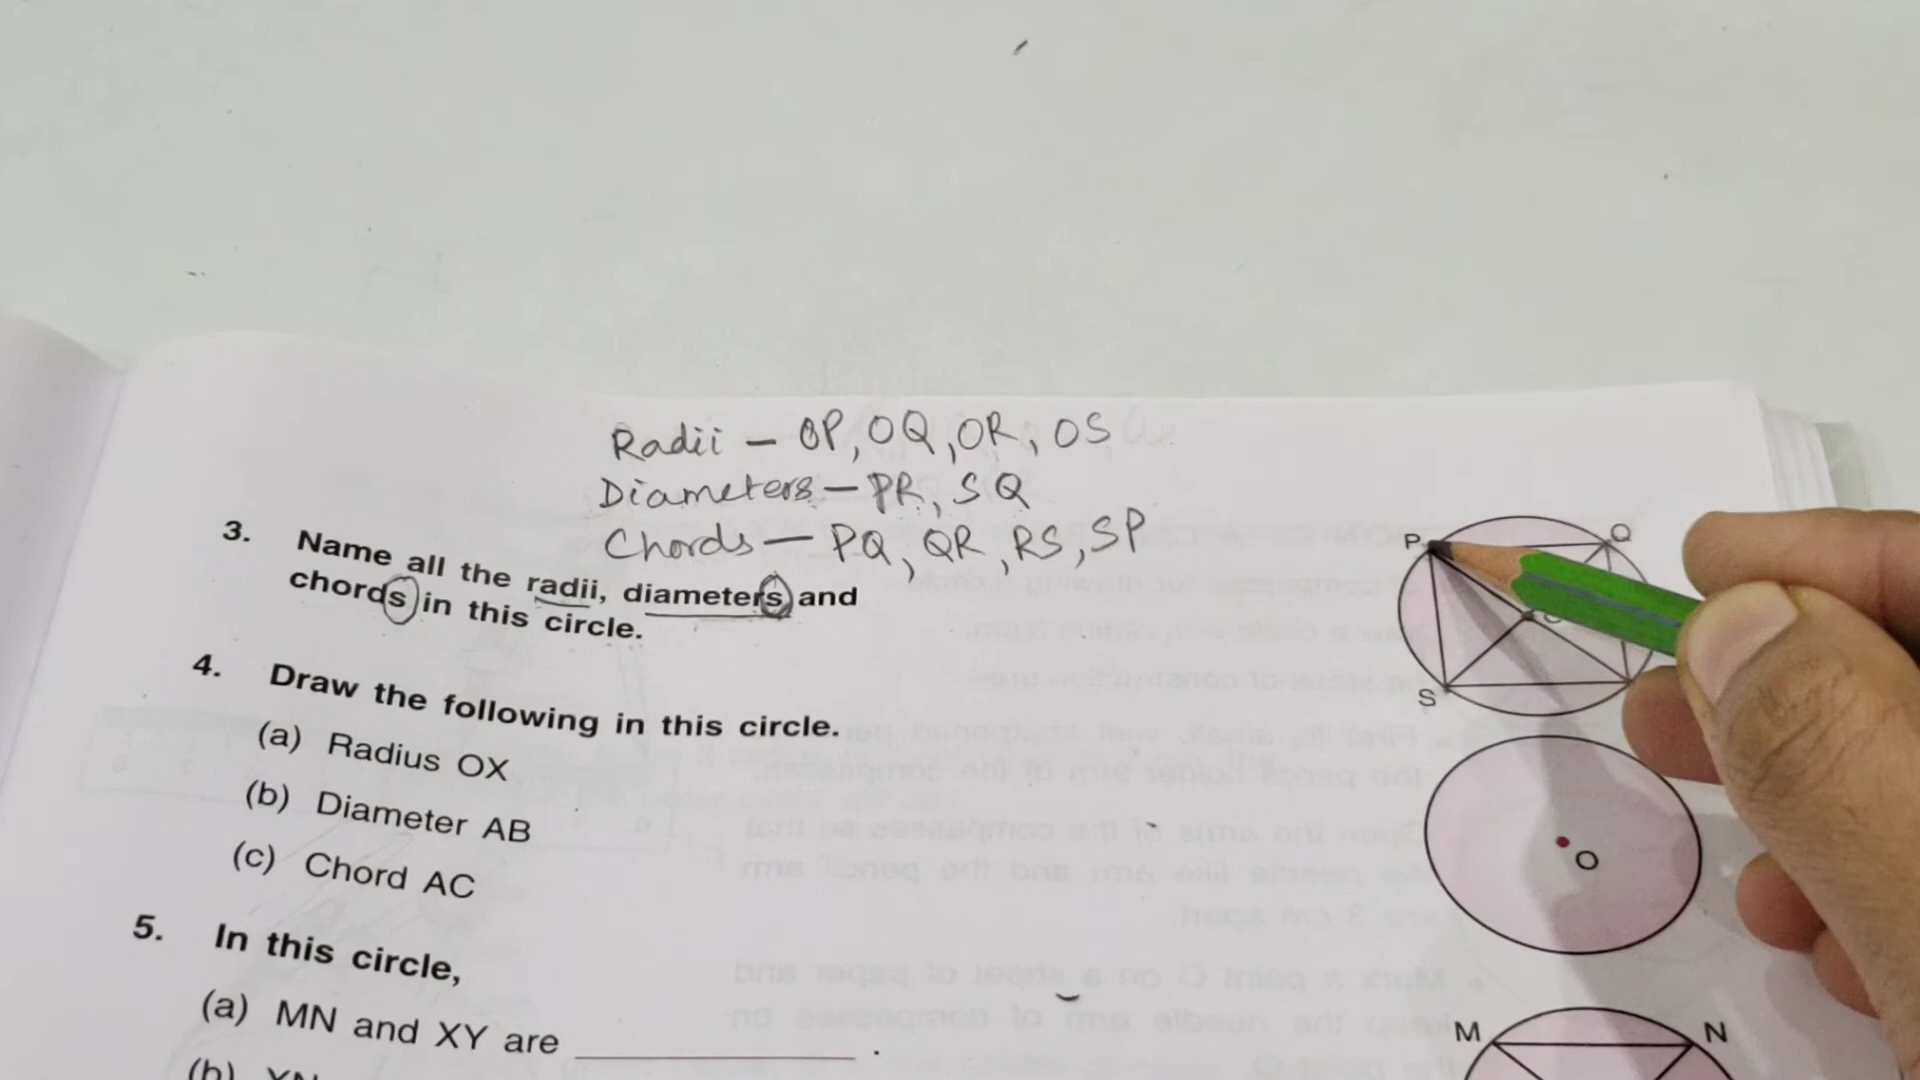 Radii – OP, OQ, OR, OS
Diameters – PR, SQ
Chords – PQ, QR, RS, SP
3. Name all the radii, diameters and
chords in this circle.
P
Q
S
4. Draw the following in this circle.
(a) Radius OX
(b) Diameter AB
(c) Chord AC
O
5. In this circle,
(a) MN and XY are ____________ .
M
N
(b)